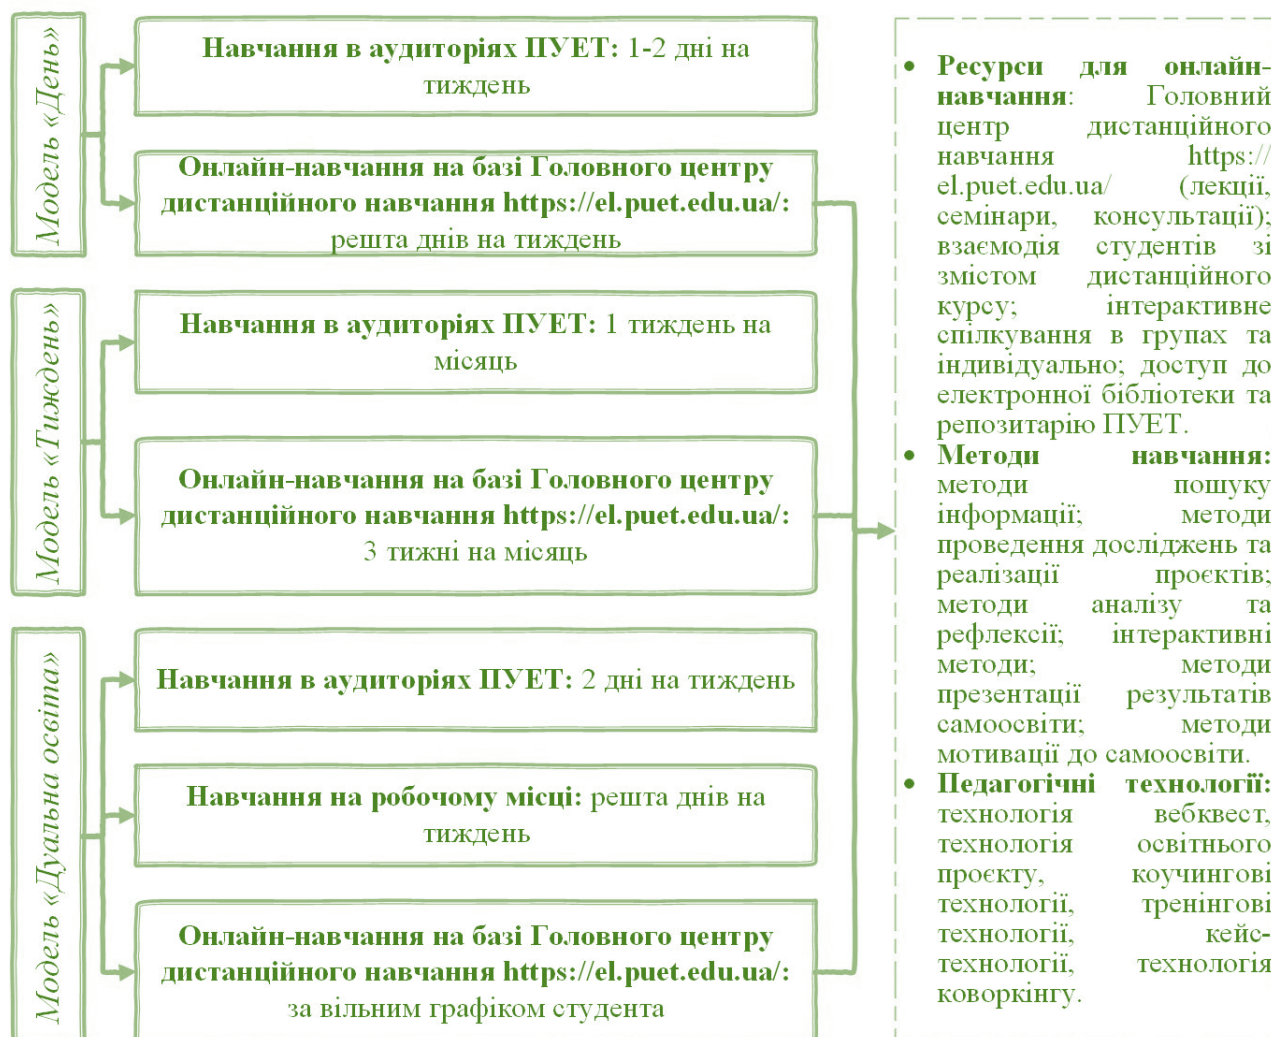 Модель «День»
Навчання в аудиторіях ПУЕТ: 1-2 дні на
тиждень
Онлайн-навчання на базі Головного центру
дистанційного навчання https://el.puet.edu.ua/:
решта днів на тиждень
Модель «Тиждень»
Навчання в аудиторіях ПУЕТ: 1 тиждень на
місяць
Онлайн-навчання на базі Головного центру
дистанційного навчання https://el.puet.edu.ua/:
3 тижні на місяць
Модель «Дуальна освіта»
Навчання в аудиторіях ПУЕТ: 2 дні на тиждень
Навчання на робочому місці: решта днів на
тиждень
Онлайн-навчання на базі Головного центру
дистанційного навчання https://el.puet.edu.ua/:
за вільним графіком студента
• Ресурси для онлайн-
навчання: Головний
центр дистанційного
навчання https://
el.puet.edu.ua/ (лекції,
семінари, консультації);
взаємодія студентів зі
змістом дистанційного
курсу; інтерактивне
спілкування в групах та
індивідуально; доступ до
електронної бібліотеки та
репозитарію ПУЕТ.
• Методи навчання:
методи пошуку
інформації; методи
проведення досліджень та
реалізації проєктів;
методи аналізу та
рефлексії; інтерактивні
методи; методи
презентації результатів
самоосвіти; методи
мотивації до самоосвіти.
• Педагогічні технології:
технологія вебквест,
технологія освітнього
проєкту, коучингові
технології, тренінгові
технології, кейс-
технології, технологія
коворкінгу.